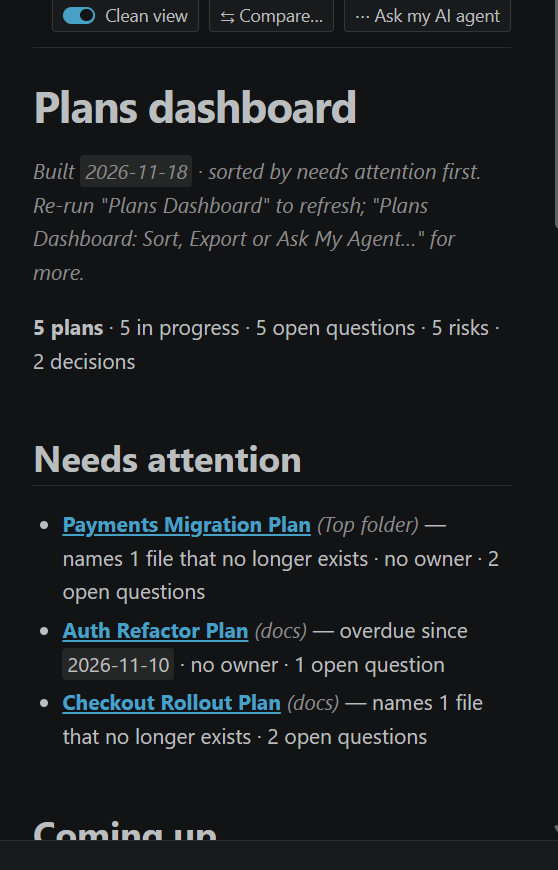 Clean view ⇆ Compare... ··· Ask my AI agent
Plans dashboard
Built 2026-11-18 · sorted by needs attention first.
Re-run "Plans Dashboard" to refresh; "Plans
Dashboard: Sort, Export or Ask My Agent..." for
more.
5 plans · 5 in progress · 5 open questions · 5 risks ·
2 decisions
Needs attention
• Payments Migration Plan (Top folder) —
names 1 file that no longer exists · no owner · 2
open questions
• Auth Refactor Plan (docs) — overdue since
2026-11-10 · no owner · 1 open question
• Checkout Rollout Plan (docs) — names 1 file
that no longer exists · 2 open questions
Coming up